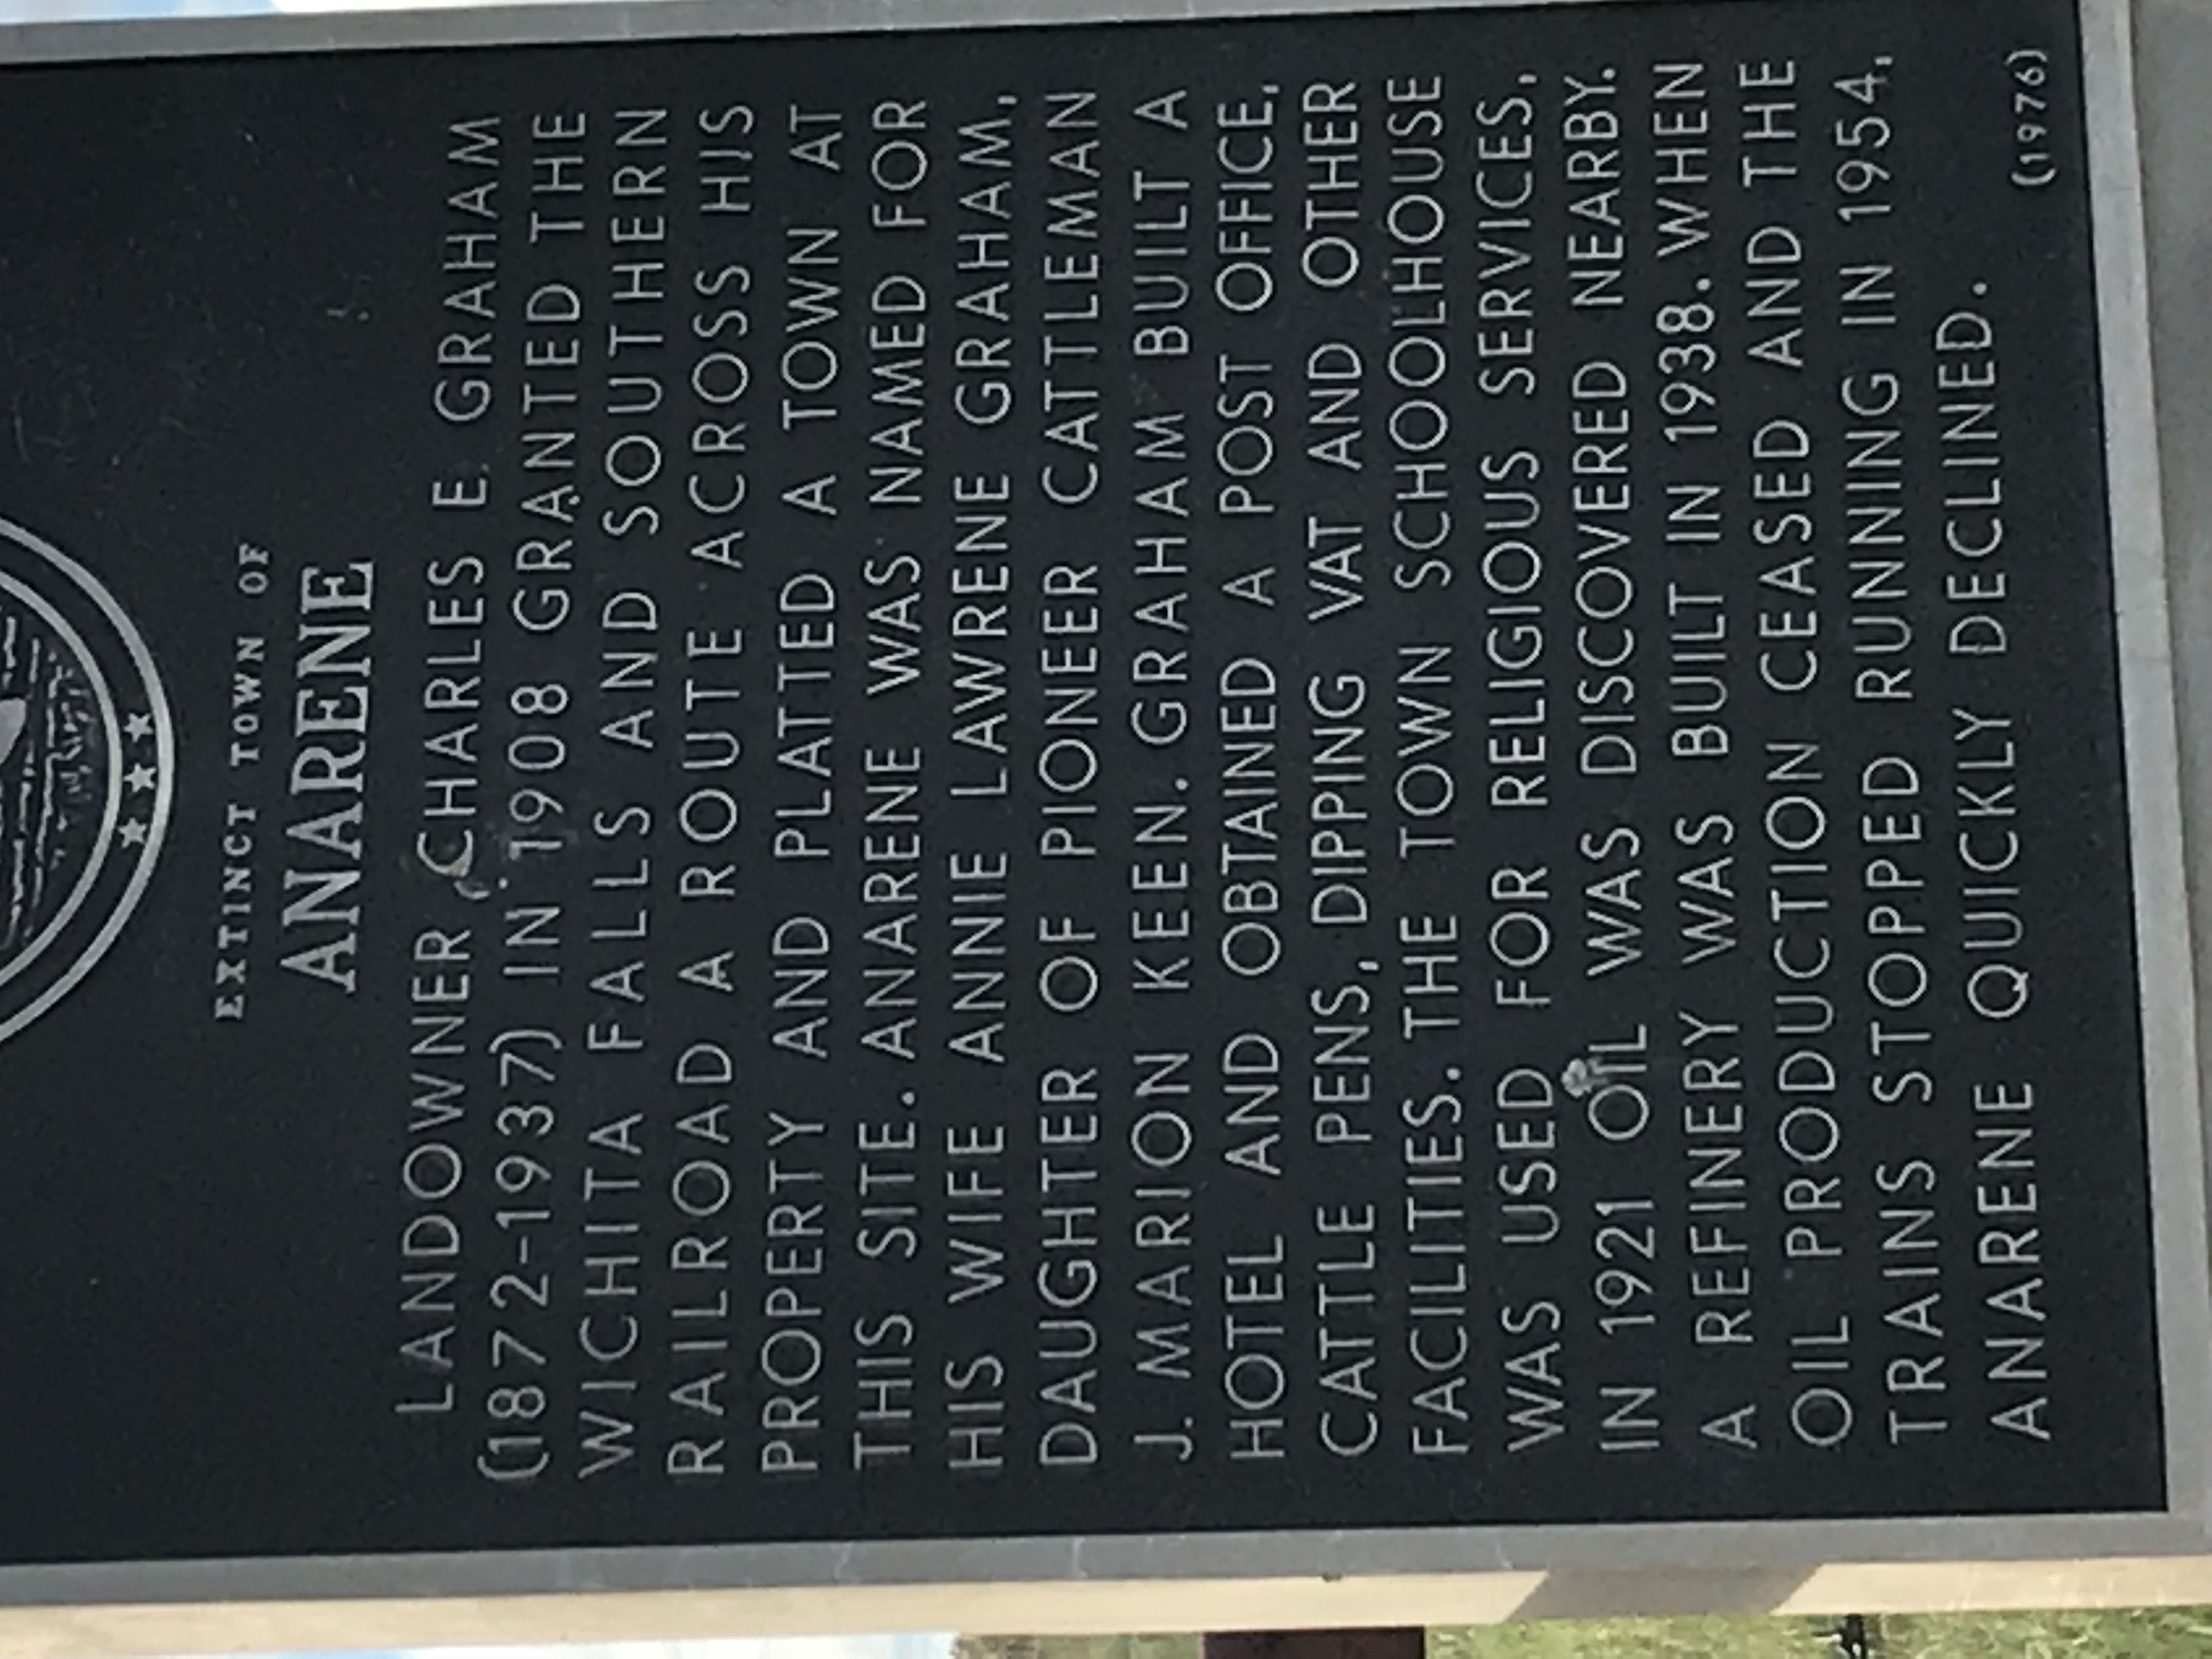 EXTINCT TOWN OF
ANARENE
LANDOWNER CHARLES E. GRAHAM
(1872-1937) IN 1908 GRANTED THE
WICHITA FALLS AND SOUTHERN
RAILROAD A ROUTE ACROSS HIS
PROPERTY AND PLATTED A TOWN AT
THIS SITE. ANARENE WAS NAMED FOR
HIS WIFE ANNIE LAWRENE GRAHAM,
DAUGHTER OF PIONEER CATTLEMAN
J. MARION KEEN. GRAHAM BUILT A
HOTEL AND OBTAINED A POST OFFICE,
CATTLE PENS, DIPPING VAT AND OTHER
FACILITIES. THE TOWN SCHOOLHOUSE
WAS USED FOR RELIGIOUS SERVICES,
IN 1921 OIL WAS DISCOVERED NEARBY.
A REFINERY WAS BUILT IN 1938. WHEN
OIL PRODUCTION CEASED AND THE
TRAINS STOPPED RUNNING IN 1954,
ANARENE QUICKLY DECLINED.
(1976)